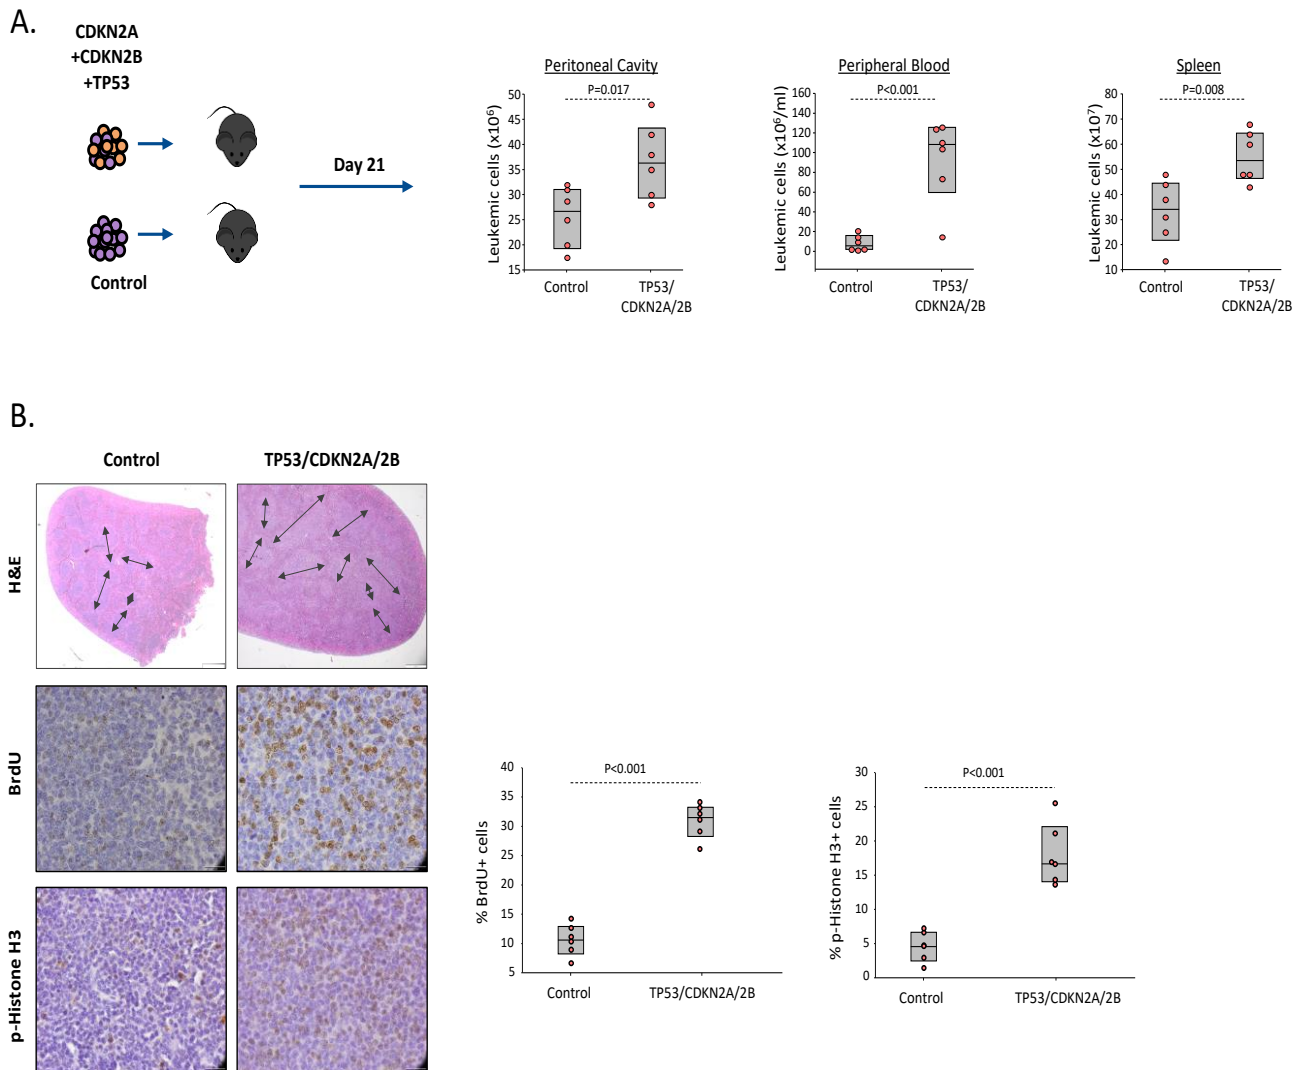 A.
CDKN2A
+CDKN2B
+TP53
Control
Day 21
Peritoneal Cavity
P=0.017
Leukemic cells (x10⁶)
50
45
40
35
30
25
20
15
Control
TP53/
CDKN2A/2B
Peripheral Blood
P<0.001
Leukemic cells (x10⁶/ml)
160
140
120
100
80
60
40
20
0
Control
TP53/
CDKN2A/2B
Spleen
P=0.008
Leukemic cells (x10⁷)
80
70
60
50
40
30
20
10
Control
TP53/
CDKN2A/2B
B.
Control
TP53/CDKN2A/2B
H&E
BrdU
p-Histone H3
P<0.001
% BrdU+ cells
40
35
30
25
20
15
10
5
Control
TP53/CDKN2A/2B
P<0.001
% p-Histone H3+ cells
30
25
20
15
10
5
0
Control
TP53/CDKN2A/2B